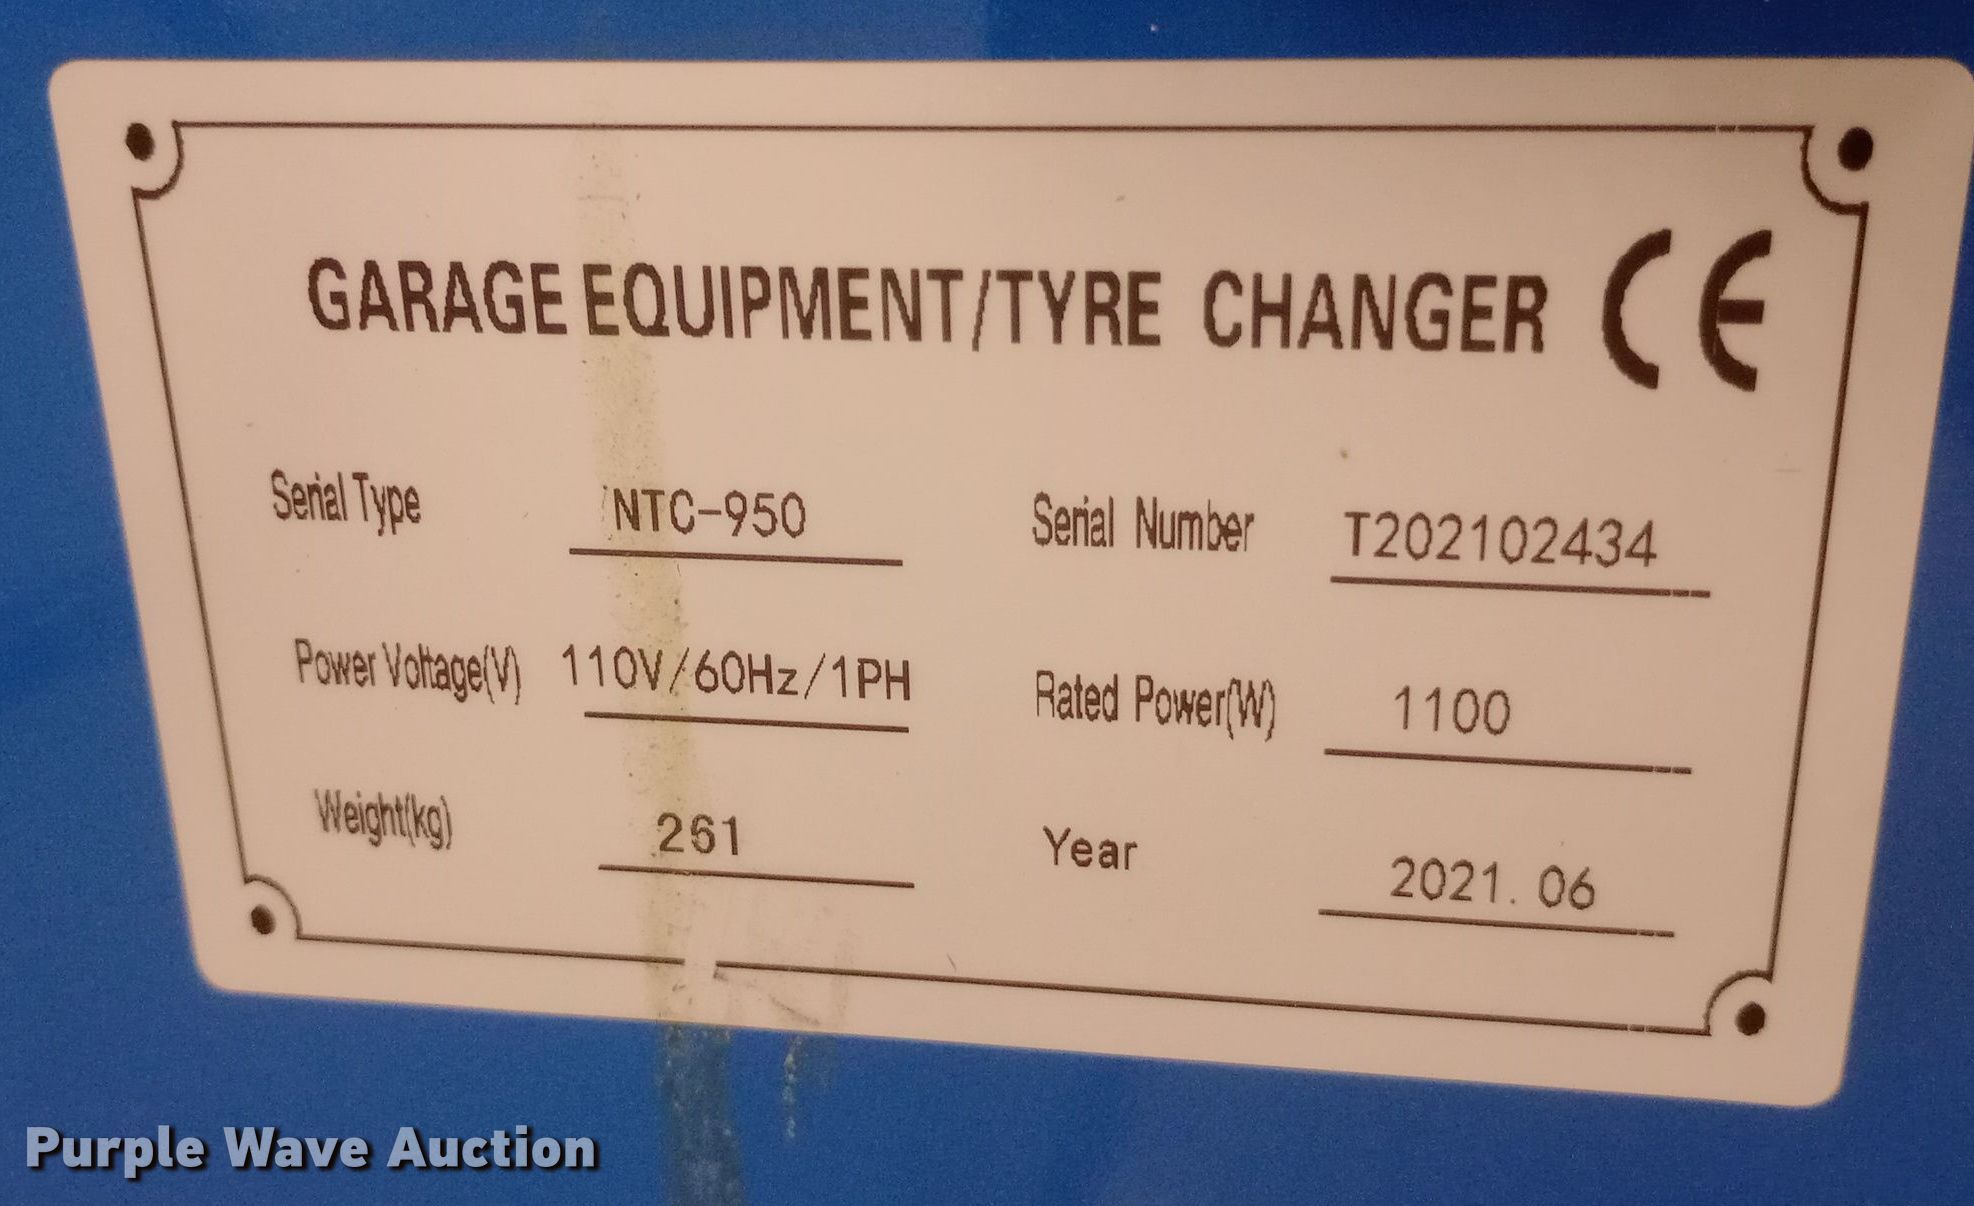 GARAGE EQUIPMENT/TYRE CHANGER CE
Serial Type NTC-950 Serial Number T202102434
Power Voltage(V) 110V/60Hz/1PH Rated Power(W) 1100
Weight(kg) 261 Year 2021.06
Purple Wave Auction